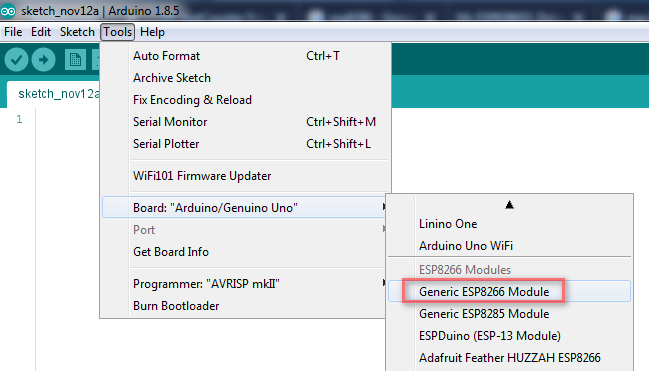 sketch_nov12a | Arduino 1.8.5
File Edit Sketch Tools Help
sketch_nov12a
1
Auto Format Ctrl+T
Archive Sketch
Fix Encoding & Reload
Serial Monitor Ctrl+Shift+M
Serial Plotter Ctrl+Shift+L
WiFi101 Firmware Updater
Board: "Arduino/Genuino Uno"
Port
Get Board Info
Programmer: "AVRISP mkII"
Burn Bootloader
Linino One
Arduino Uno WiFi
ESP8266 Modules
Generic ESP8266 Module
Generic ESP8285 Module
ESPDuino (ESP-13 Module)
Adafruit Feather HUZZAH ESP8266